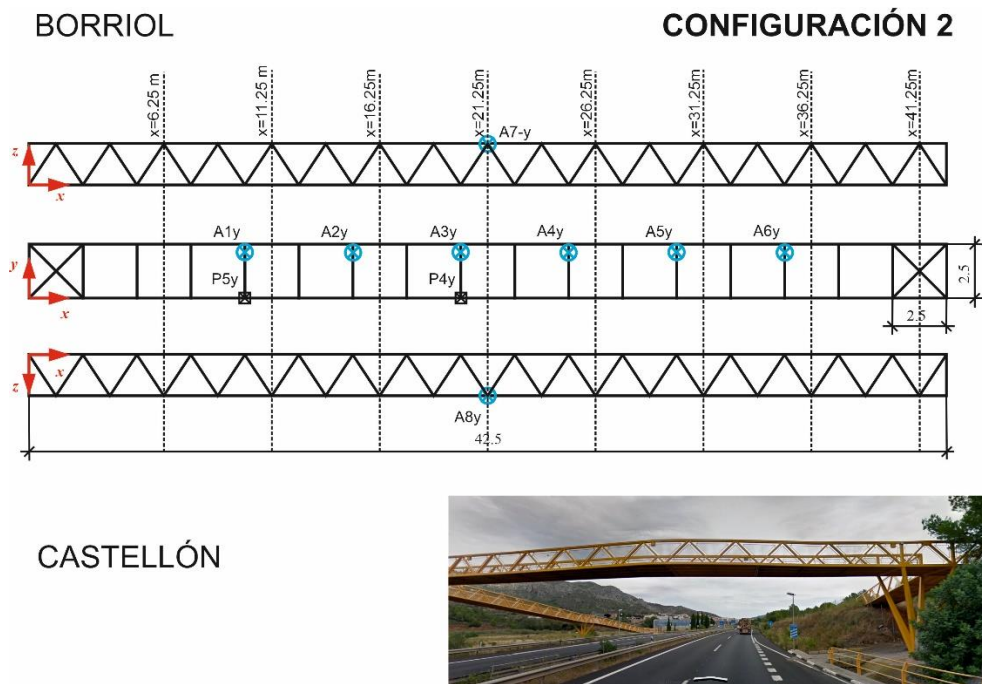 BORRIOL
CONFIGURACIÓN 2
x=6.25 m
x=11.25 m
x=16.25m
x=21.25m
x=26.25m
x=31.25m
x=36.25m
x=41.25m
A7-y
z
x
A1y
A2y
A3y
A4y
A5y
A6y
y
P5y
P4y
x
2.5
2.5
x
z
A8y
42.5
CASTELLÓN